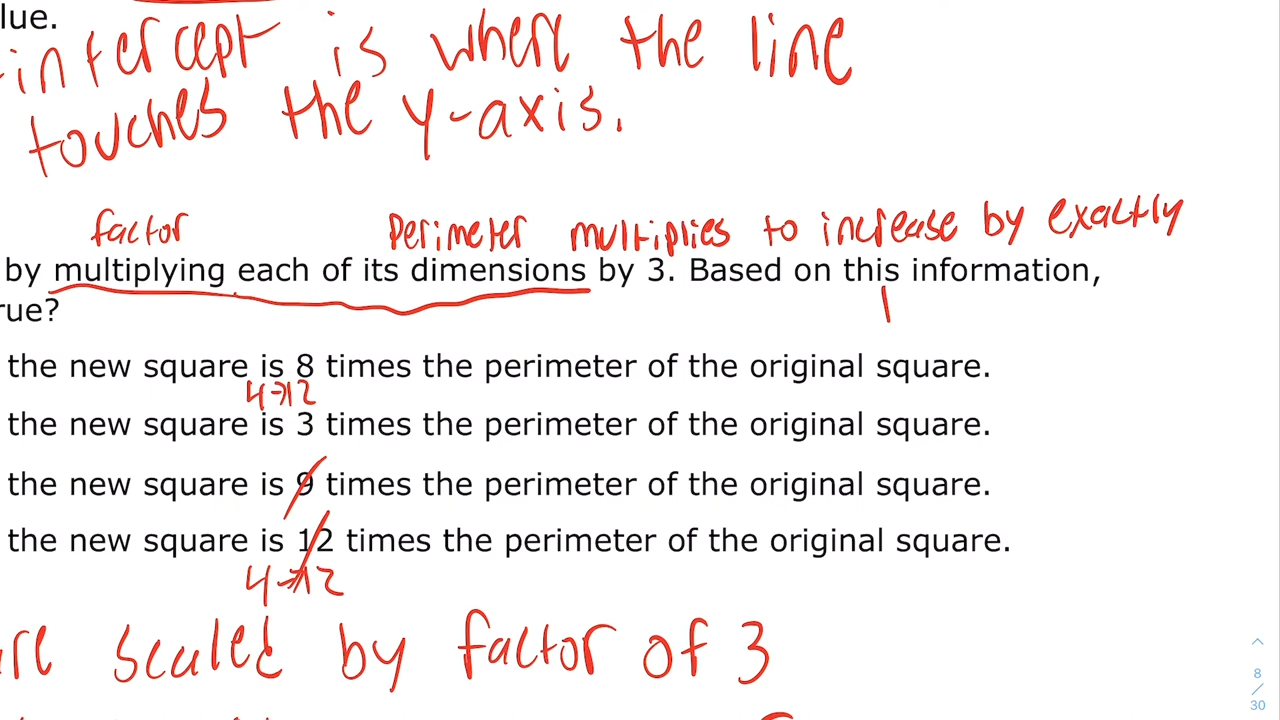 lue.
intercept is where the line
touches the y-axis.
factor perimeter multiplies to increase by exactly
by multiplying each of its dimensions by 3. Based on this information,
rue?
the new square is 8 times the perimeter of the original square.
4→12
the new square is 3 times the perimeter of the original square.
the new square is 9 times the perimeter of the original square.
the new square is 12 times the perimeter of the original square.
4→12
are scaled by factor of 3
8
/
30